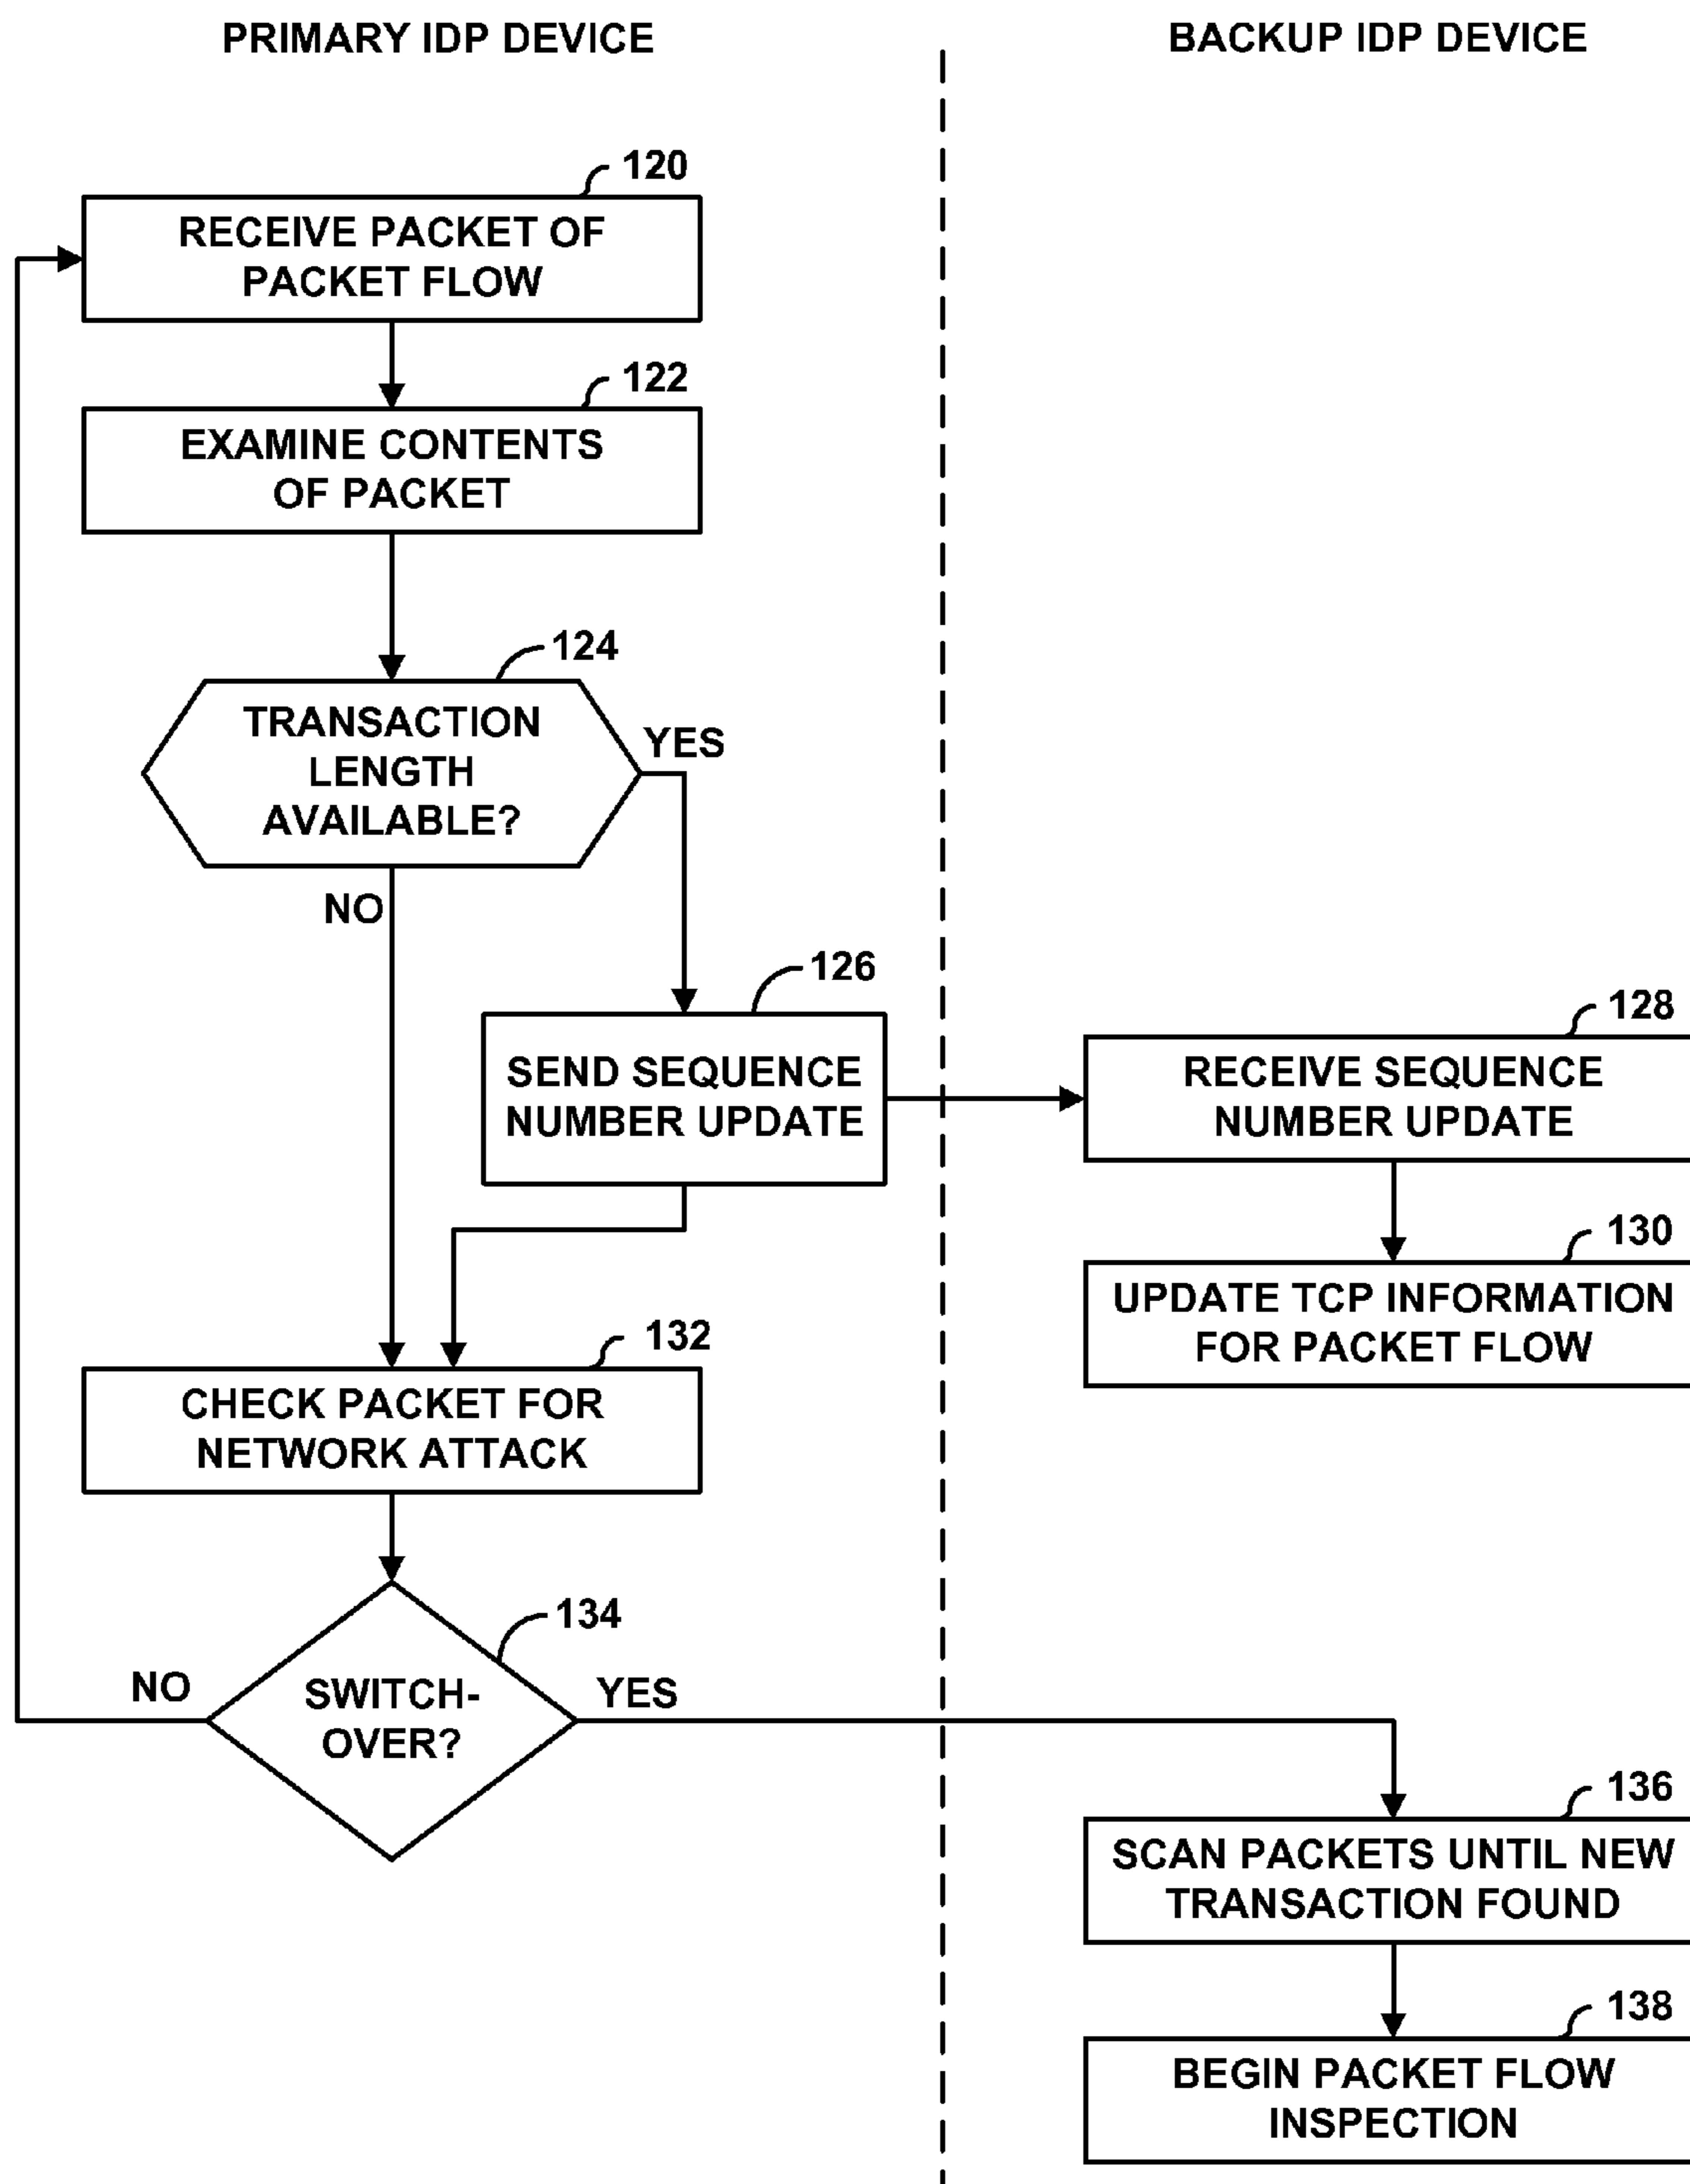 PRIMARY IDP DEVICE
BACKUP IDP DEVICE
120
RECEIVE PACKET OF
PACKET FLOW
122
EXAMINE CONTENTS
OF PACKET
124
TRANSACTION
LENGTH
AVAILABLE?
YES
NO
126
SEND SEQUENCE
NUMBER UPDATE
128
RECEIVE SEQUENCE
NUMBER UPDATE
130
UPDATE TCP INFORMATION
FOR PACKET FLOW
132
CHECK PACKET FOR
NETWORK ATTACK
134
SWITCH-
OVER?
NO
YES
136
SCAN PACKETS UNTIL NEW
TRANSACTION FOUND
138
BEGIN PACKET FLOW
INSPECTION